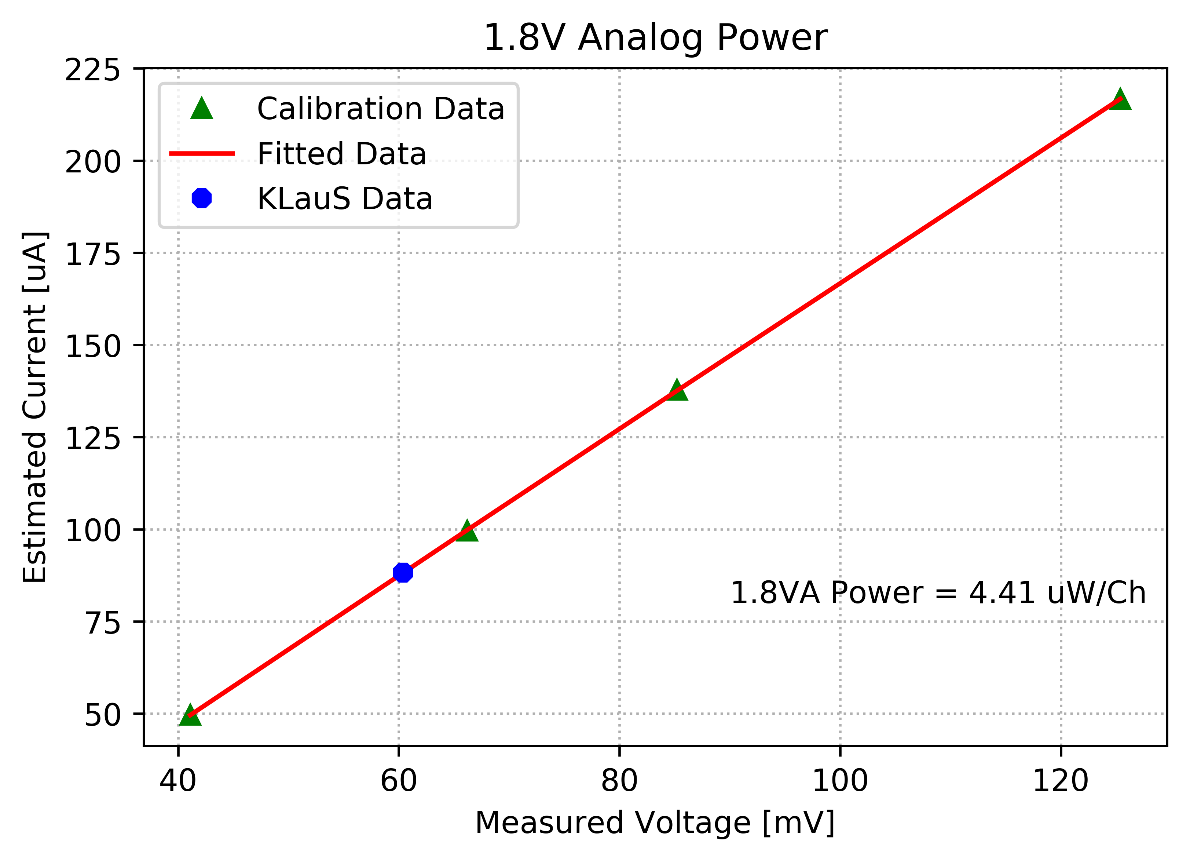 1.8V Analog Power
225
200
175
150
125
100
75
50
Estimated Current [uA]
Calibration Data
Fitted Data
KLauS Data
1.8VA Power = 4.41 uW/Ch
40 60 80 100 120
Measured Voltage [mV]